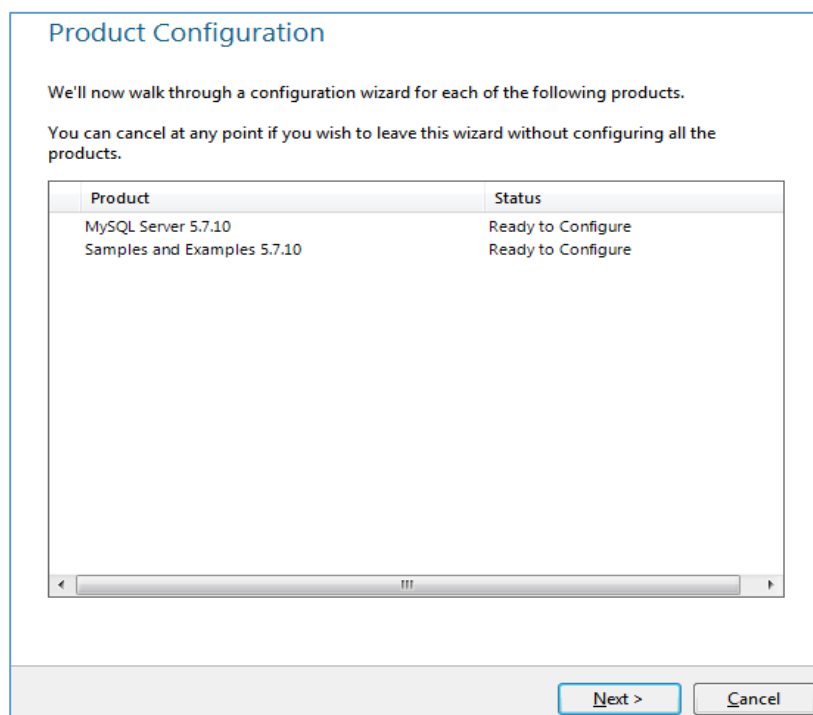 Product Configuration
We'll now walk through a configuration wizard for each of the following products.
You can cancel at any point if you wish to leave this wizard without configuring all the
products.
Product Status
MySQL Server 5.7.10 Ready to Configure
Samples and Examples 5.7.10 Ready to Configure
Next > Cancel